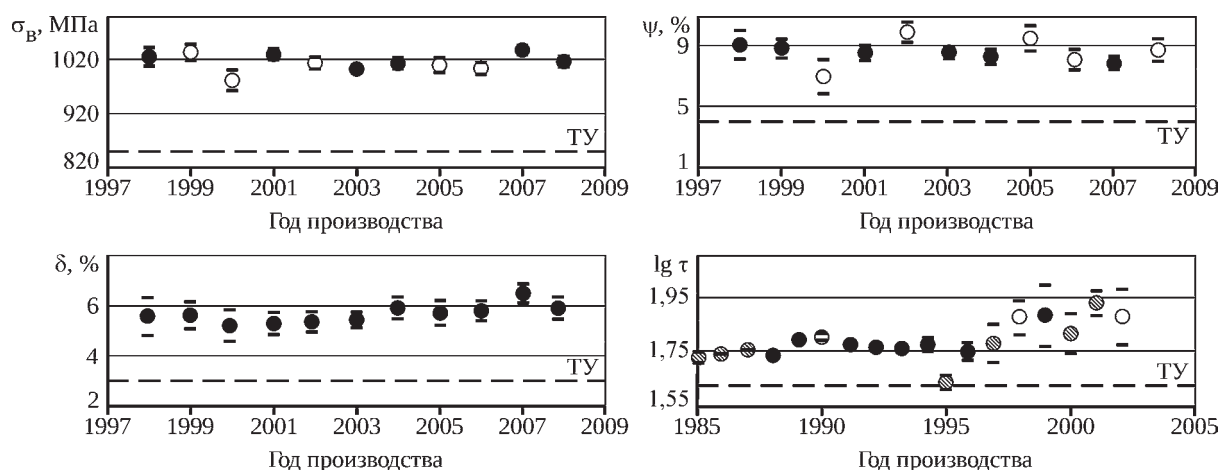 σВ, МПа
1020
920
820
ТУ
1997 1999 2001 2003 2005 2007 2009
Год производства
ψ, %
9
5
1
ТУ
1997 1999 2001 2003 2005 2007 2009
Год производства
δ, %
6
4
2
ТУ
1997 1999 2001 2003 2005 2007 2009
Год производства
lg τ
1,95
1,75
1,55
ТУ
1985 1990 1995 2000 2005
Год производства